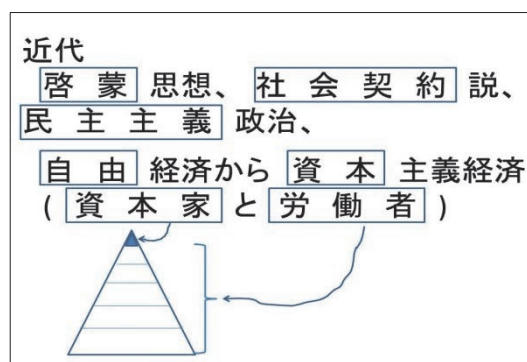 近代
啓蒙 思想、 社会契約 説、
民主主義 政治、
自由 経済から 資本 主義経済
( 資本家 と 労働者 )